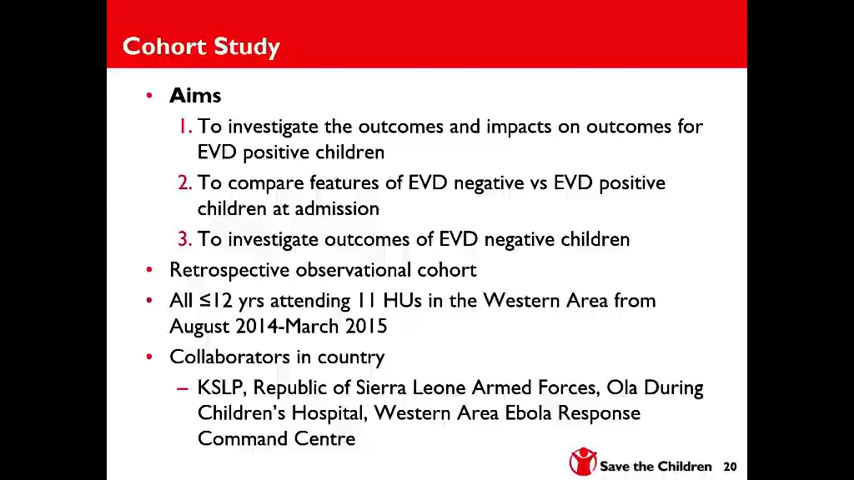 Cohort Study
• Aims
1. To investigate the outcomes and impacts on outcomes for
EVD positive children
2. To compare features of EVD negative vs EVD positive
children at admission
3. To investigate outcomes of EVD negative children
• Retrospective observational cohort
• All ≤12 yrs attending 11 HUs in the Western Area from
August 2014-March 2015
• Collaborators in country
– KSLP, Republic of Sierra Leone Armed Forces, Ola During
Children's Hospital, Western Area Ebola Response
Command Centre
Save the Children 20